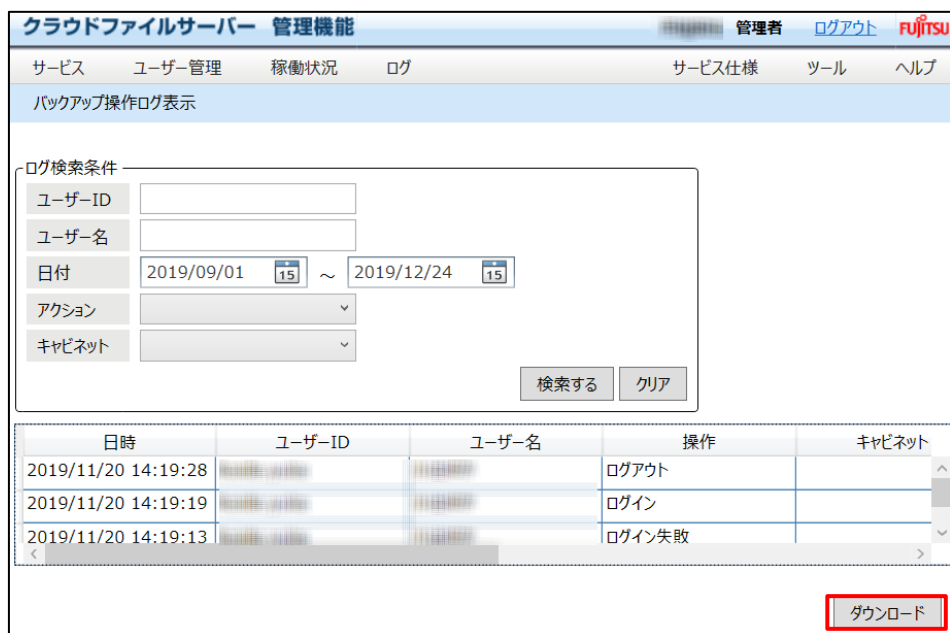 クラウドファイルサーバー 管理機能 管理者 ログアウト FUJITSU
サービス ユーザー管理 稼働状況 ログ サービス仕様 ツール ヘルプ
バックアップ操作ログ表示
ログ検索条件
ユーザーID
ユーザー名
日付 2019/09/01 15 ~ 2019/12/24 15
アクション
キャビネット
検索する クリア
日時 ユーザーID ユーザー名 操作 キャビネット
2019/11/20 14:19:28 ログアウト
2019/11/20 14:19:19 ログイン
2019/11/20 14:19:13 ログイン失敗
ダウンロード